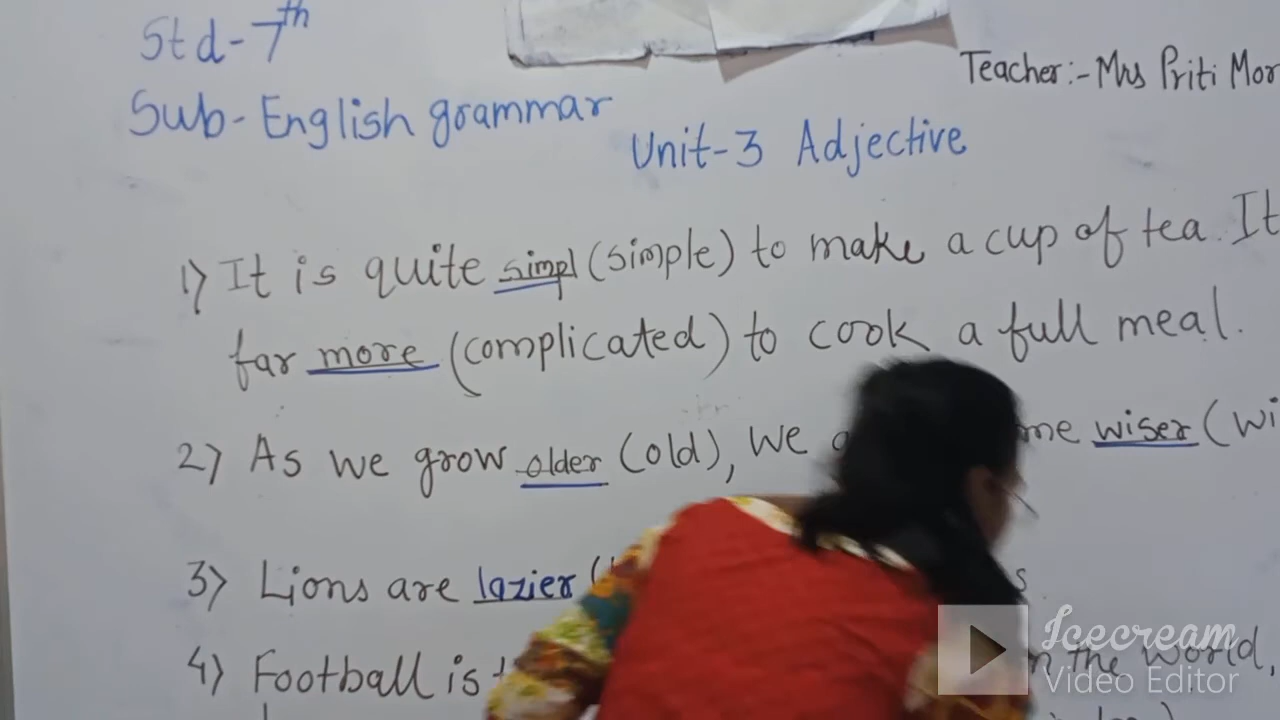 Std-7th
Teacher:- Mrs Priti Mor
Sub-English grammar
Unit-3 Adjective
1) It is quite simpl (simple) to make a cup of tea. It
far more (complicated) to cook a full meal.
2) As we grow older (old), we me wiser (wi
3) Lions are lazier (
4) Football is the world,
Icecream
Video Editor